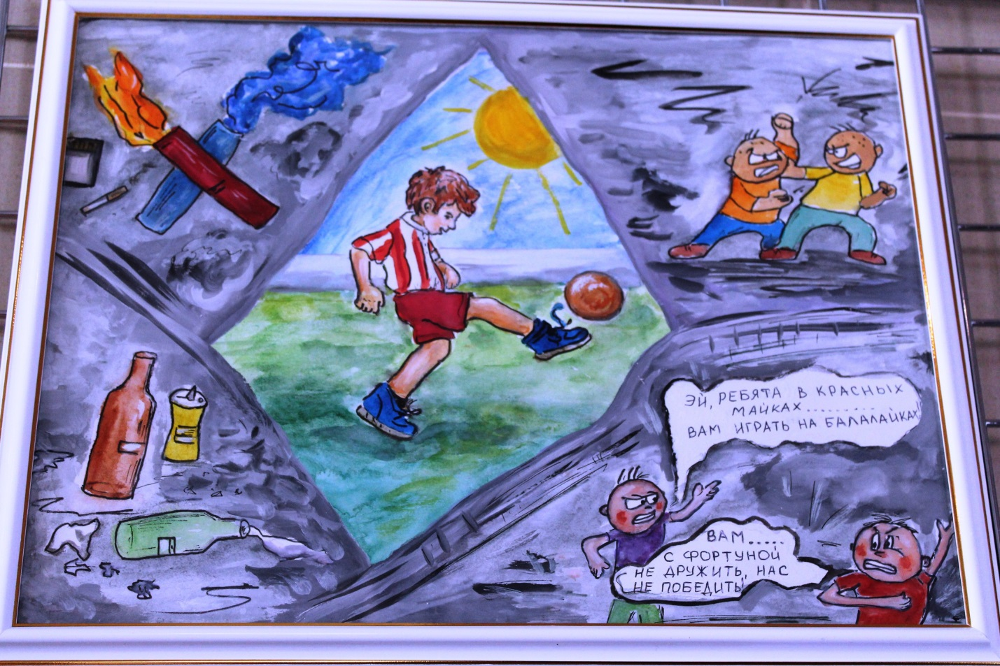 ЭЙ, РЕБЯТА В КРАСНЫХ
МАЙКАХ..........
ВАМ ИГРАТЬ НА БАЛАЛАЙКАХ!
ВАМ.....
С ФОРТУНОЙ
НЕ ДРУЖИТЬ, НАС
НЕ ПОБЕДИТЬ!